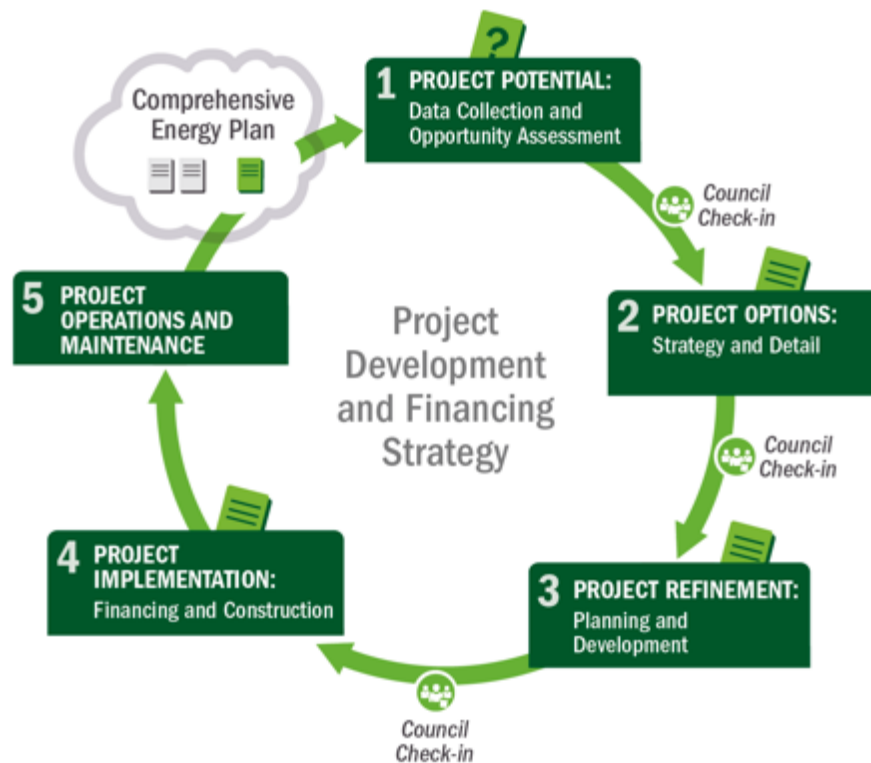 Comprehensive
Energy Plan
?
1 PROJECT POTENTIAL:
Data Collection and
Opportunity Assessment
Council
Check-in
2 PROJECT OPTIONS:
Strategy and Detail
Council
Check-in
3 PROJECT REFINEMENT:
Planning and
Development
Council
Check-in
4 PROJECT
IMPLEMENTATION:
Financing and Construction
5 PROJECT
OPERATIONS AND
MAINTENANCE
Project
Development
and Financing
Strategy